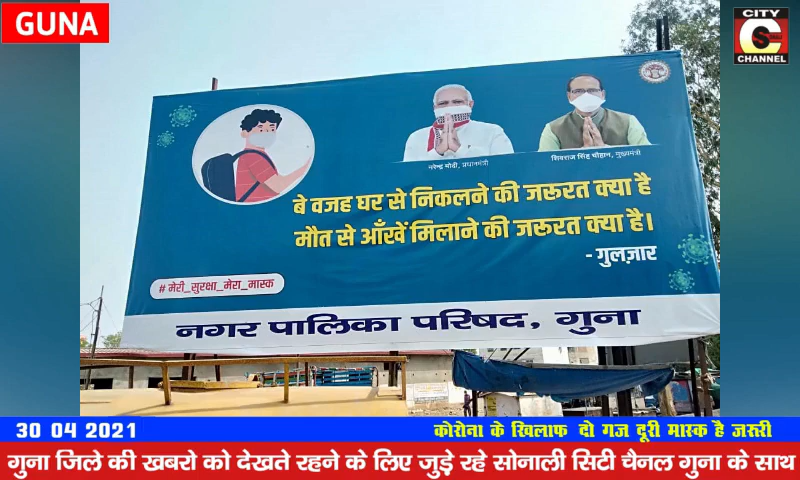 GUNA
CITY
CHANNEL
नरेन्द्र मोदी, प्रधानमंत्री
शिवराज सिंह चौहान, मुख्यमंत्री
बे वजह घर से निकलने की जरूरत क्या है
मौत से आँखें मिलाने की जरूरत क्या है।
- गुलज़ार
# मेरी_सुरक्षा_मेरा_मास्क
नगर पालिका परिषद, गुना
30 04 2021 कोरोना के खिलाफ दो गज दूरी मास्क है जरुरी
गुना जिले की खबरो को देखते रहने के लिए जुड़े रहे सोनाली सिटी चैनल गुना के साथ